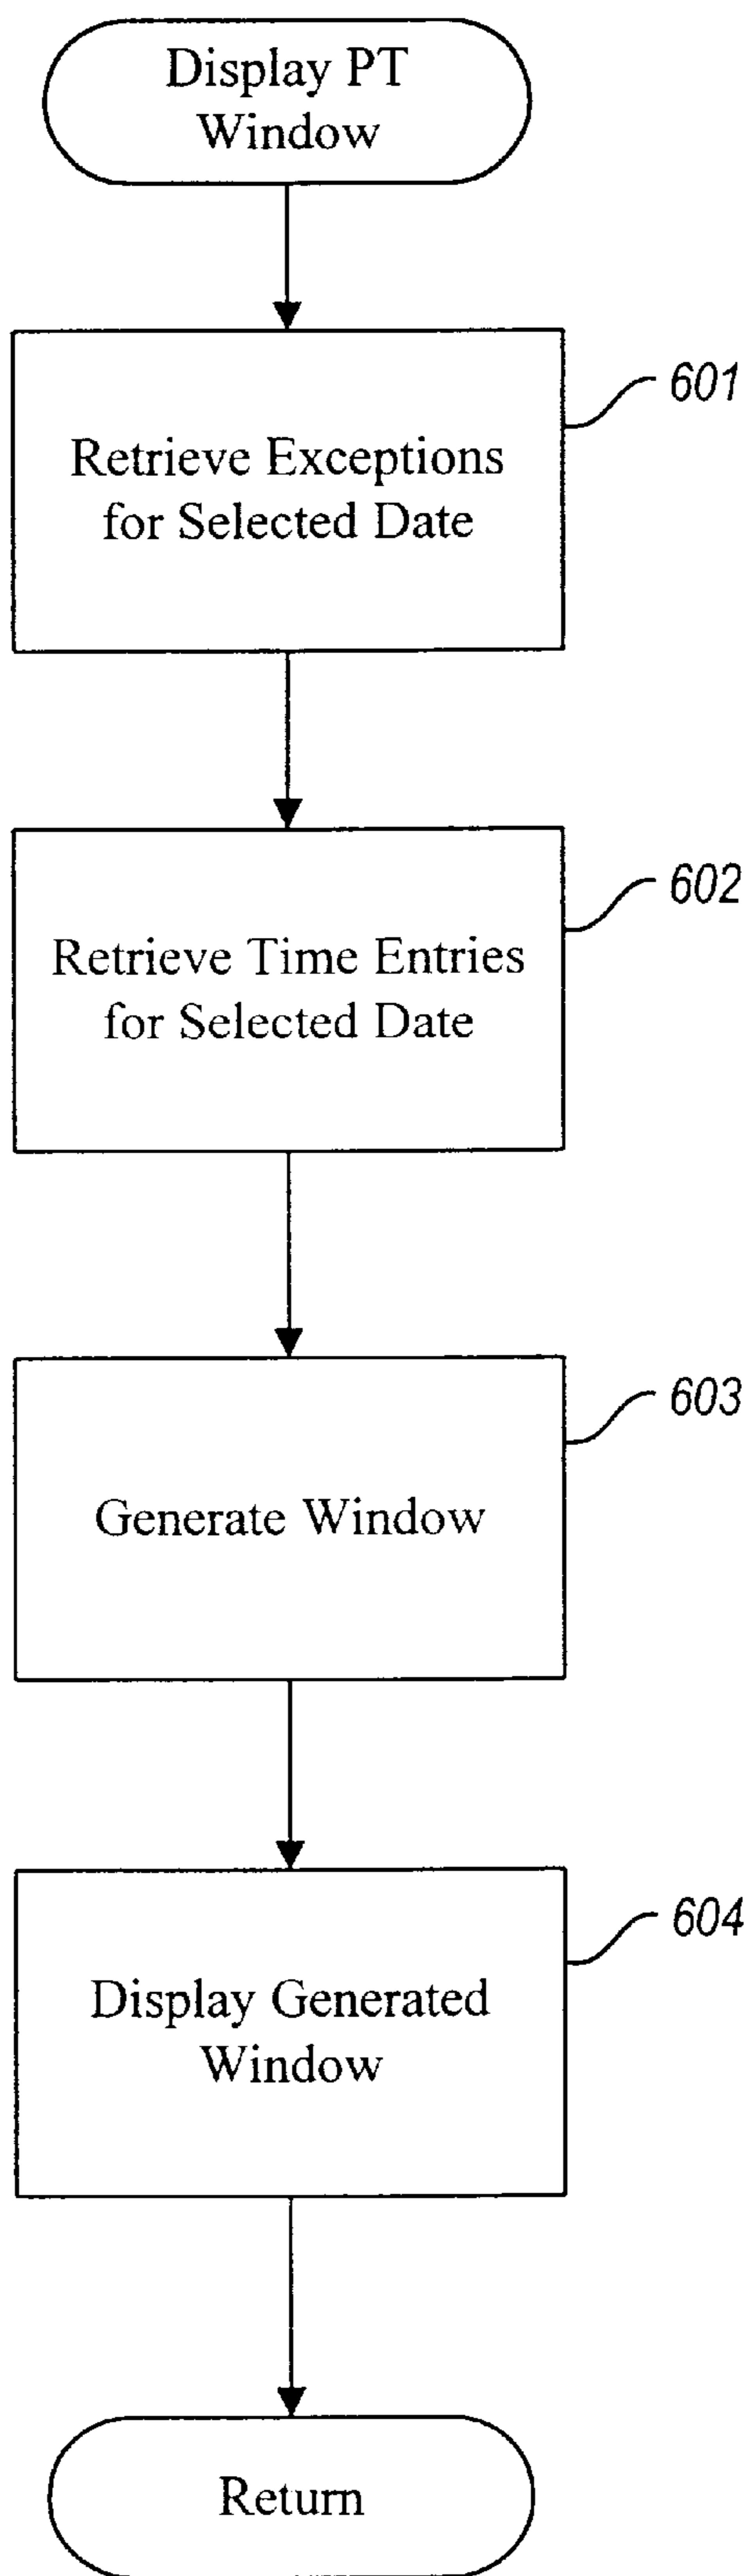 Display PT
Window
601
Retrieve Exceptions
for Selected Date
602
Retrieve Time Entries
for Selected Date
603
Generate Window
604
Display Generated
Window
Return